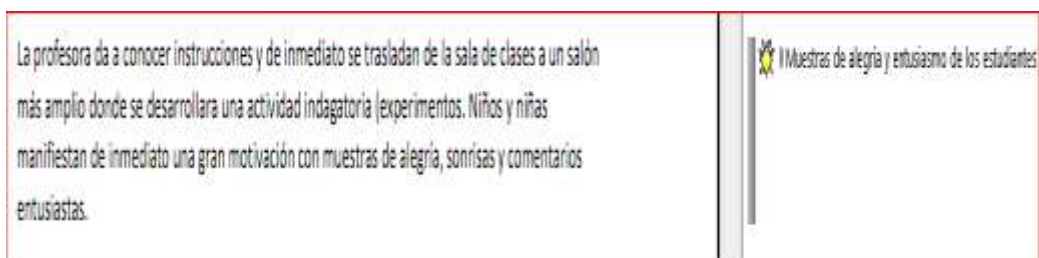 La profesora da a conocer instrucciones y de inmediato se trasladan de la sala de clases a un salón
más amplio donde se desarrollara una actividad indagatoria (experimentos. Niños y niñas
manifiestan de inmediato una gran motivación con muestras de alegría, sonrisas y comentarios
entusiastas.
Muestras de alegria y entusiasmo de los estudiantes